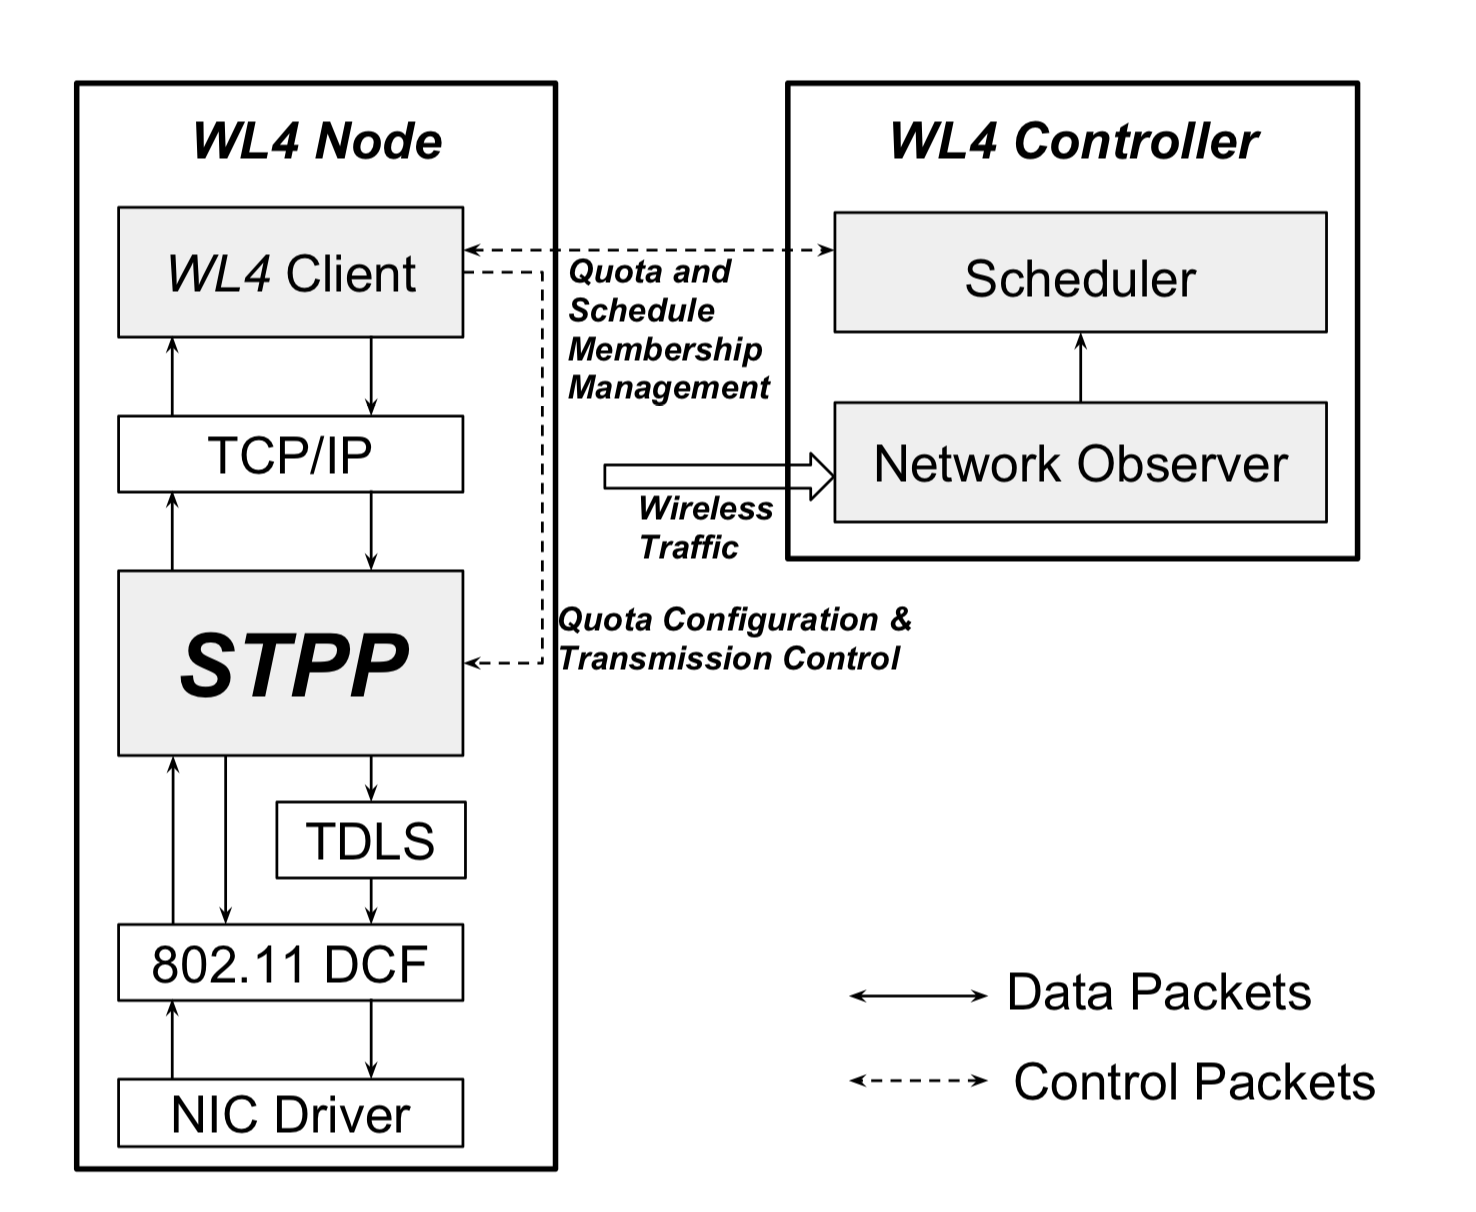 WL4 Node
WL4 Client
TCP/IP
STPP
TDLS
802.11 DCF
NIC Driver
Quota and
Schedule
Membership
Management
Wireless
Traffic
Quota Configuration &
Transmission Control
WL4 Controller
Scheduler
Network Observer
Data Packets
Control Packets